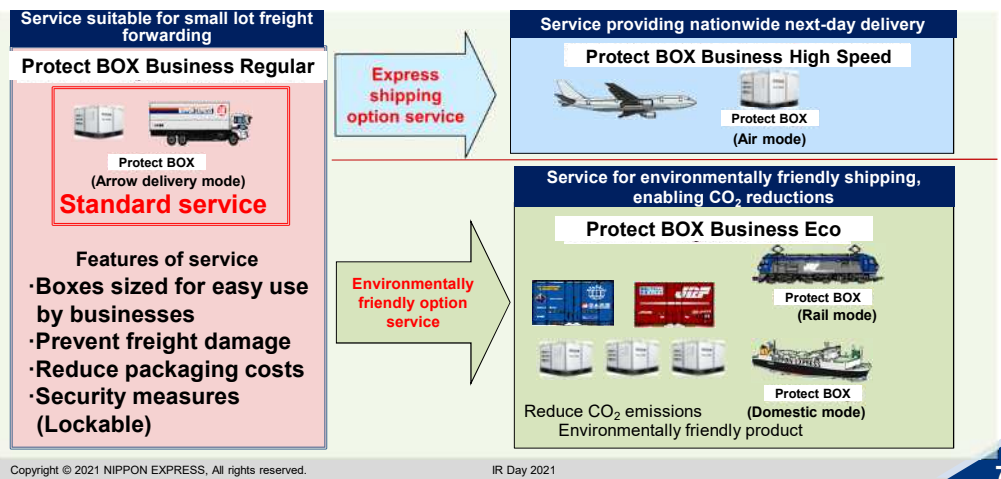 Service suitable for small lot freight
forwarding
Protect BOX Business Regular
Protect BOX
(Arrow delivery mode)
Standard service
Features of service
·Boxes sized for easy use
by businesses
·Prevent freight damage
·Reduce packaging costs
·Security measures
(Lockable)
Express
shipping
option service
Service providing nationwide next-day delivery
Protect BOX Business High Speed
Protect BOX
(Air mode)
Environmentally
friendly option
service
Service for environmentally friendly shipping,
enabling CO₂ reductions
Protect BOX Business Eco
JRF
Protect BOX
(Rail mode)
Protect BOX
(Domestic mode)
Reduce CO₂ emissions
Environmentally friendly product
Copyright © 2021 NIPPON EXPRESS, All rights reserved.
IR Day 2021
7